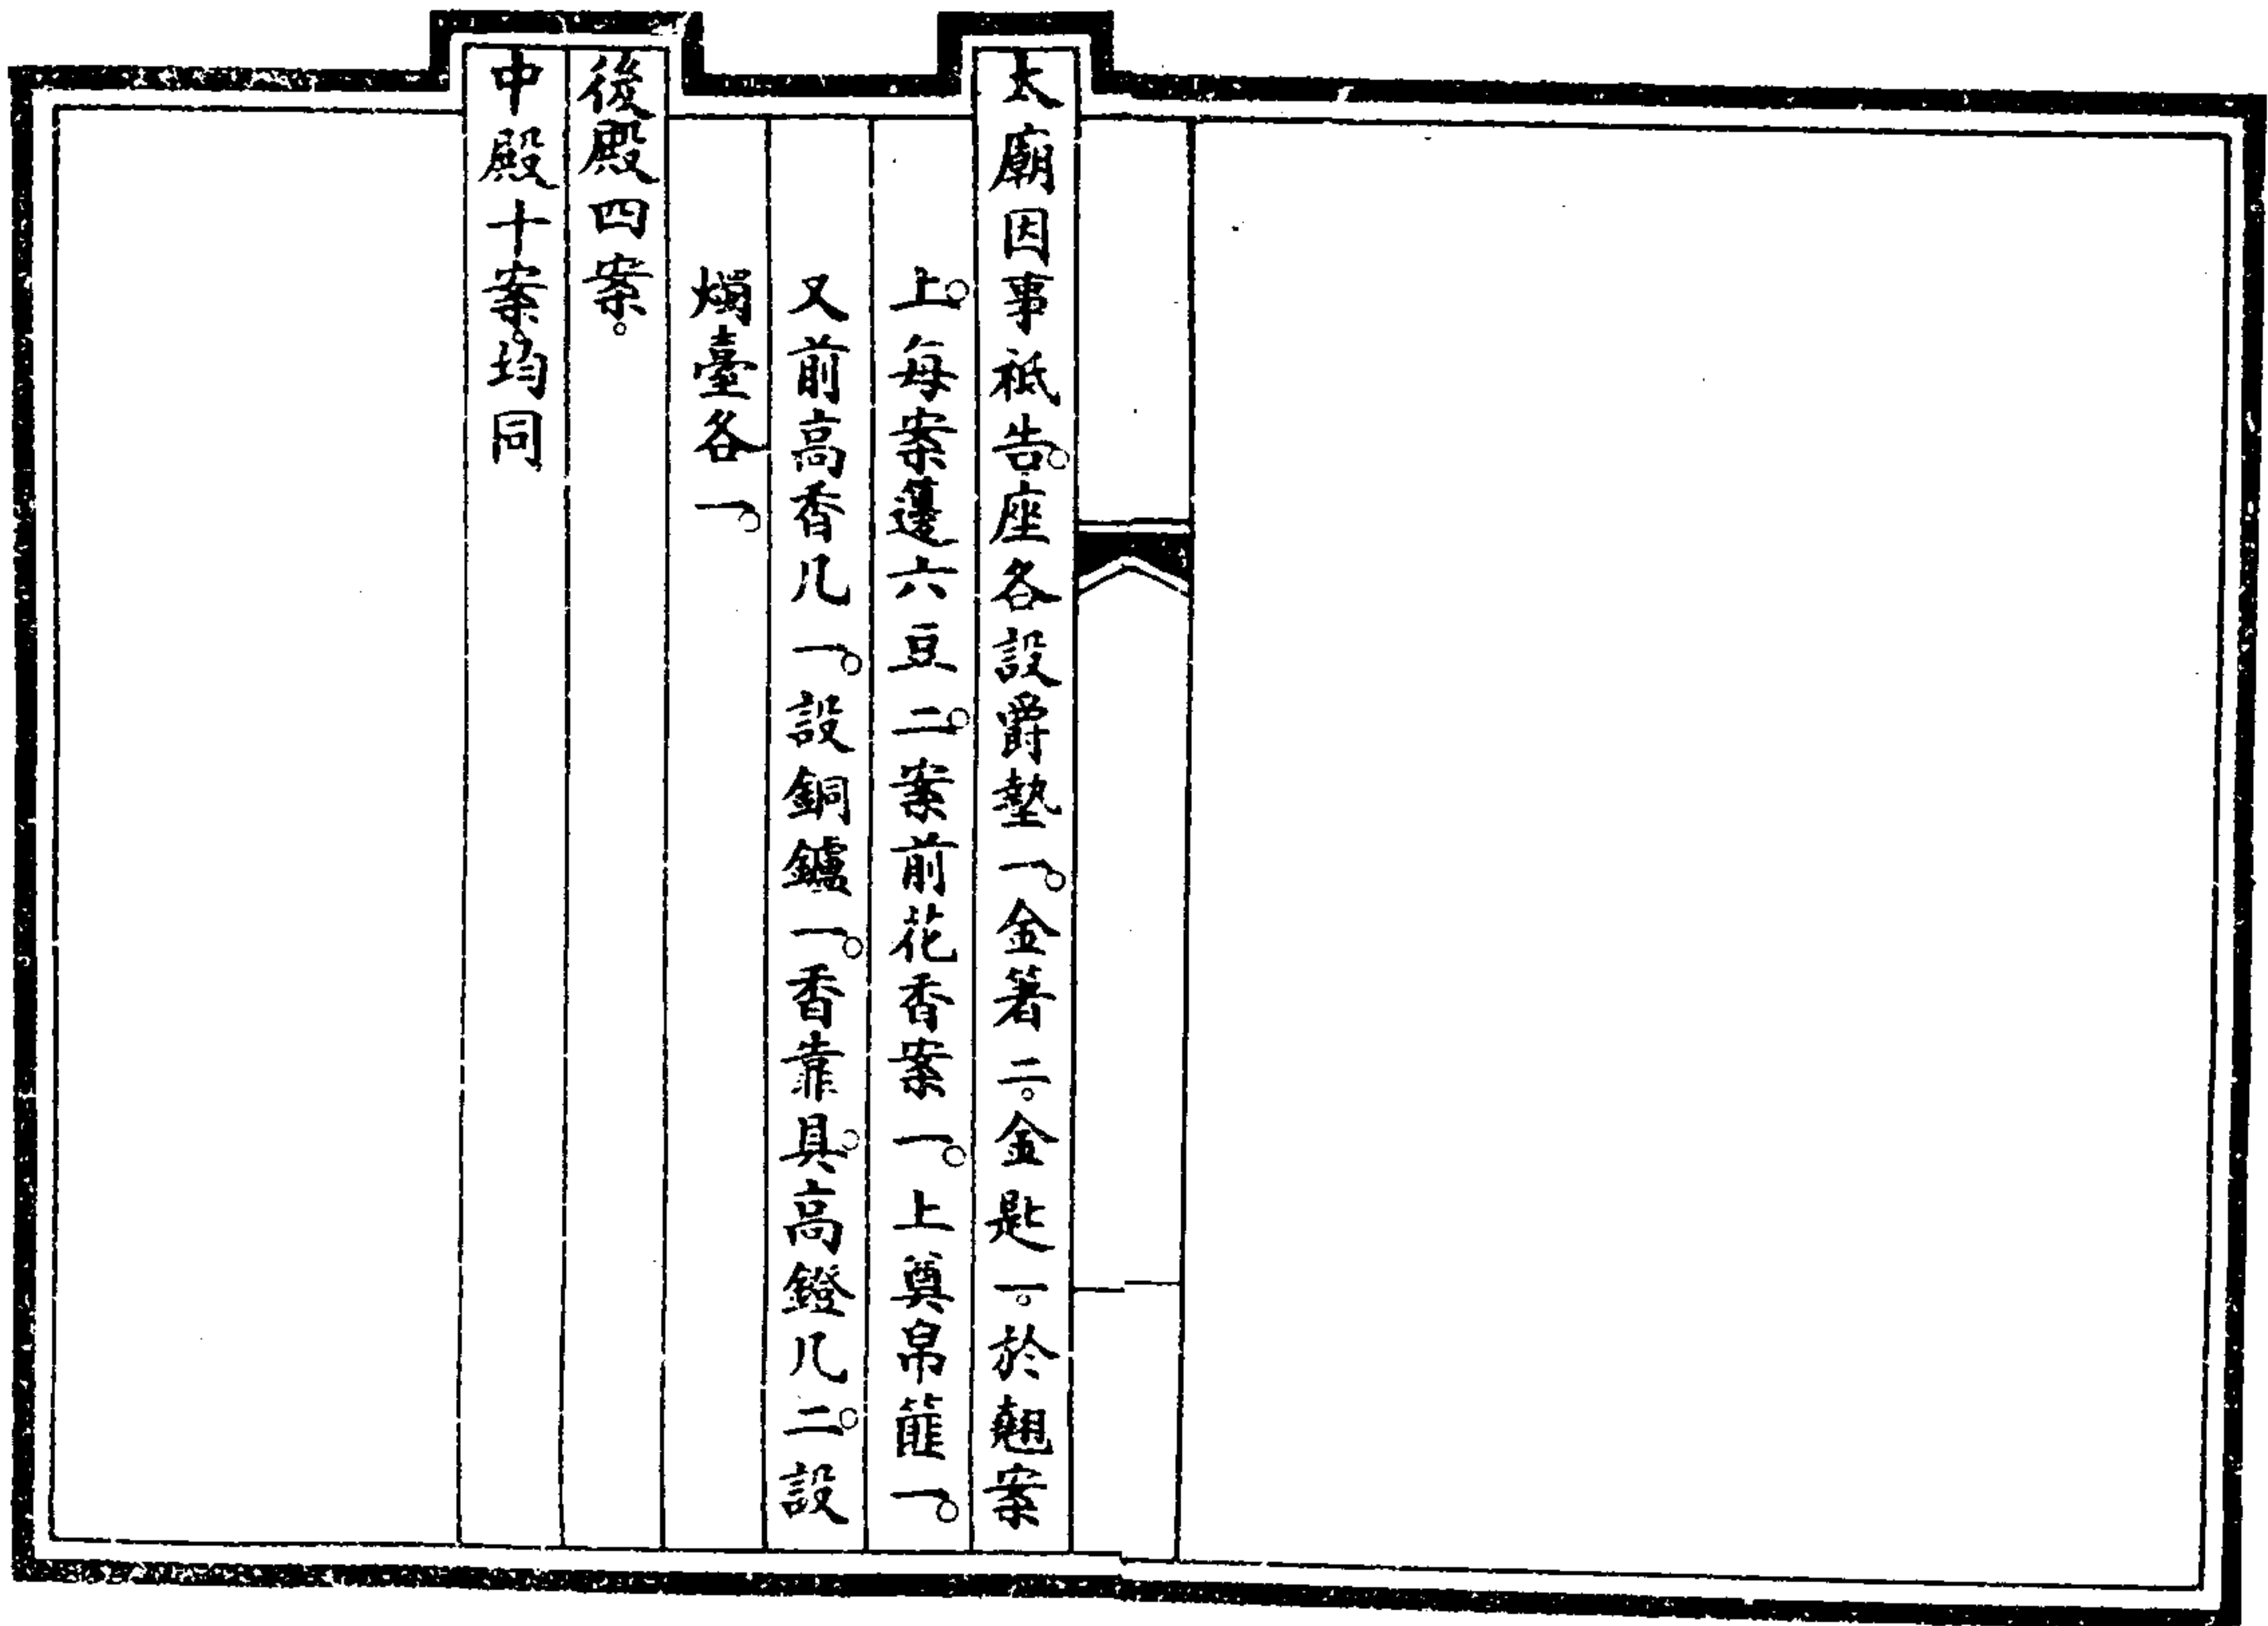 太廟因事祗告。座各設爵墊一。金箸二。金匙一。於翹案
上。每案籩六豆二。案前花香案一。上奠帛篚一。
又前高香几一。設銅鑪一。香靠具。高鐙几二。設
燭臺各一。
後殿四案。
中殿十案。均同